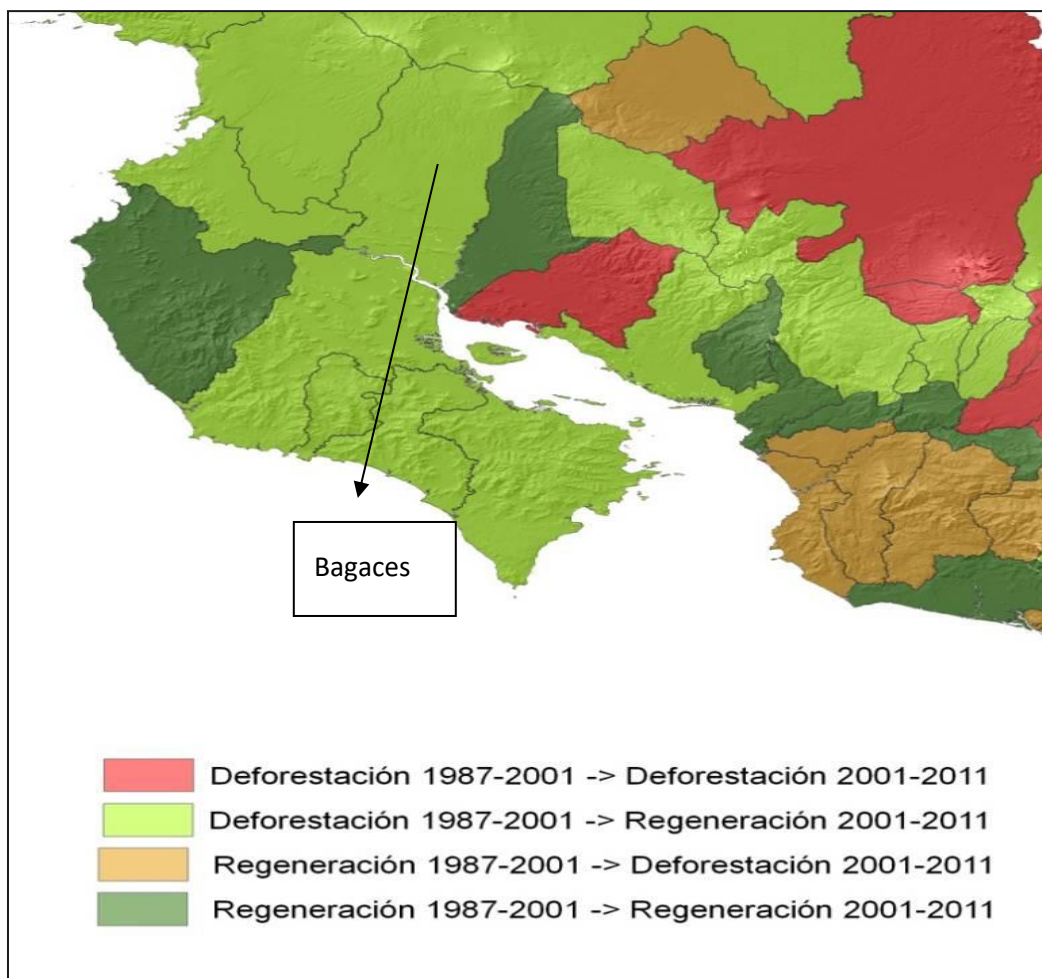 Bagaces
Deforestación 1987-2001 -> Deforestación 2001-2011
Deforestación 1987-2001 -> Regeneración 2001-2011
Regeneración 1987-2001 -> Deforestación 2001-2011
Regeneración 1987-2001 -> Regeneración 2001-2011